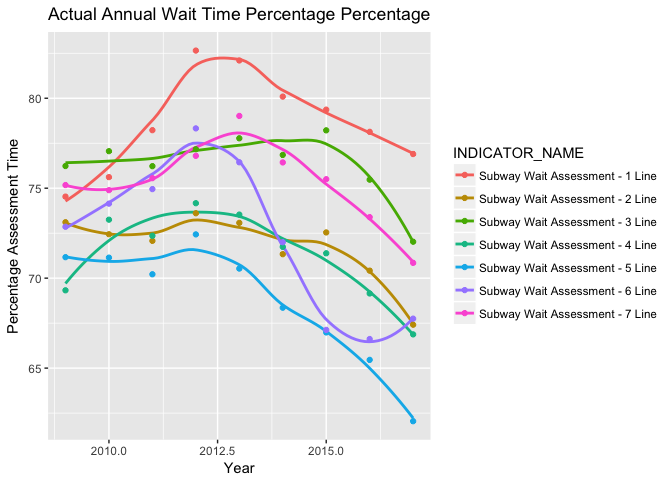 Actual Annual Wait Time Percentage Percentage
Percentage Assessment Time
80
75
70
65
2010.0
2012.5
2015.0
Year
INDICATOR_NAME
Subway Wait Assessment - 1 Line
Subway Wait Assessment - 2 Line
Subway Wait Assessment - 3 Line
Subway Wait Assessment - 4 Line
Subway Wait Assessment - 5 Line
Subway Wait Assessment - 6 Line
Subway Wait Assessment - 7 Line